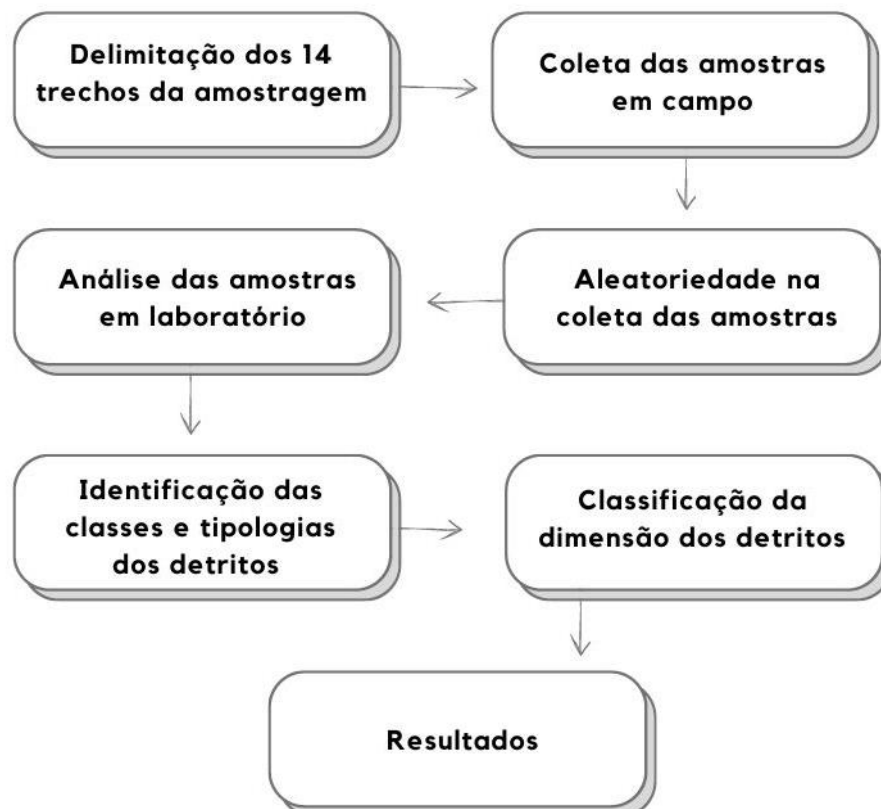 Delimitação dos 14
trechos da amostragem
Coleta das amostras
em campo
Aleatoriedade na
coleta das amostras
Análise das amostras
em laboratório
Identificação das
classes e tipologias
dos detritos
Classificação da
dimensão dos detritos
Resultados